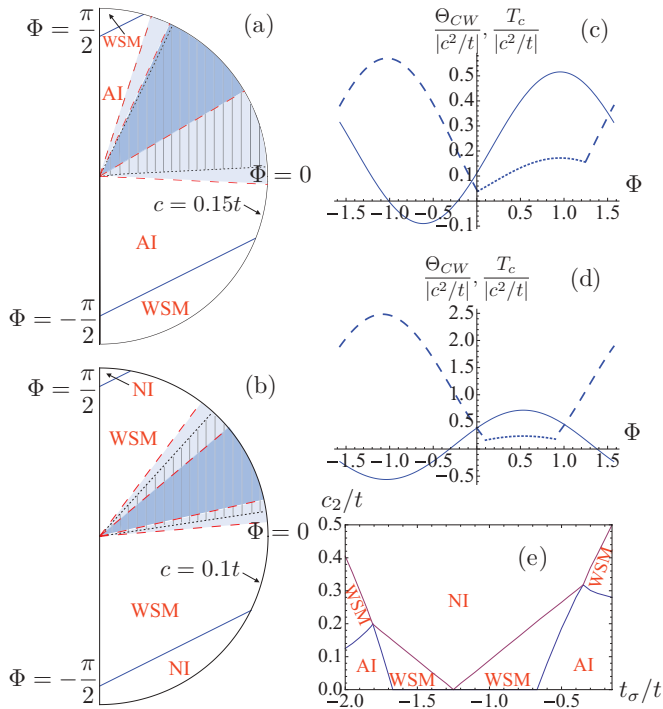 (a)
Φ = π/2
WSM
AI
Φ = 0
c = 0.15t
AI
WSM
Φ = −π/2
(b)
Φ = π/2
NI
WSM
Φ = 0
c = 0.1t
WSM
NI
Φ = −π/2
Θ_CW/|c²/t|, T_c/|c²/t| (c)
0.5
0.4
0.3
0.2
0.1
-0.1
-1.5 -1.0 -0.5 0.0 0.5 1.0 1.5 Φ
Θ_CW/|c²/t|, T_c/|c²/t| (d)
2.5
2.0
1.5
1.0
0.5
-1.5 -1.0 -0.5 0.0 0.5 1.0 1.5 Φ
c₂/t
(e)
0.5
0.4
0.3
0.2
0.1
0.0
WSM NI WSM
AI WSM WSM AI
-2.0 -1.5 -1.0 -0.5 t_σ/t